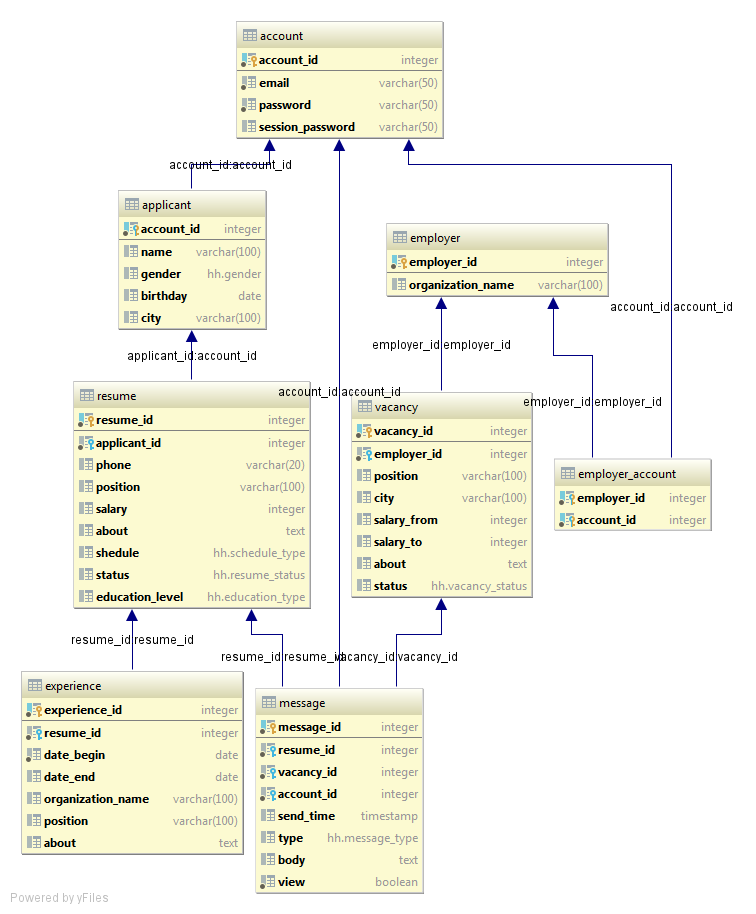 account
account_id integer
email varchar(50)
password varchar(50)
session_password varchar(50)
account_id:account_id
applicant
account_id integer
name varchar(100)
gender hh.gender
birthday date
city varchar(100)
employer
employer_id integer
organization_name varchar(100)
account_id:account_id
employer_id:employer_id
applicant_id:account_id
account_id:account_id
employer_id:employer_id
resume
resume_id integer
applicant_id integer
phone varchar(20)
position varchar(100)
salary integer
about text
shedule hh.schedule_type
status hh.resume_status
education_level hh.education_type
vacancy
vacancy_id integer
employer_id integer
position varchar(100)
city varchar(100)
salary_from integer
salary_to integer
about text
status hh.vacancy_status
employer_account
employer_id integer
account_id integer
resume_id:resume_id
resume_id:resume_id
vacancy_id:vacancy_id
experience
experience_id integer
resume_id integer
date_begin date
date_end date
organization_name varchar(100)
position varchar(100)
about text
message
message_id integer
resume_id integer
vacancy_id integer
account_id integer
send_time timestamp
type hh.message_type
body text
view boolean
Powered by yFiles